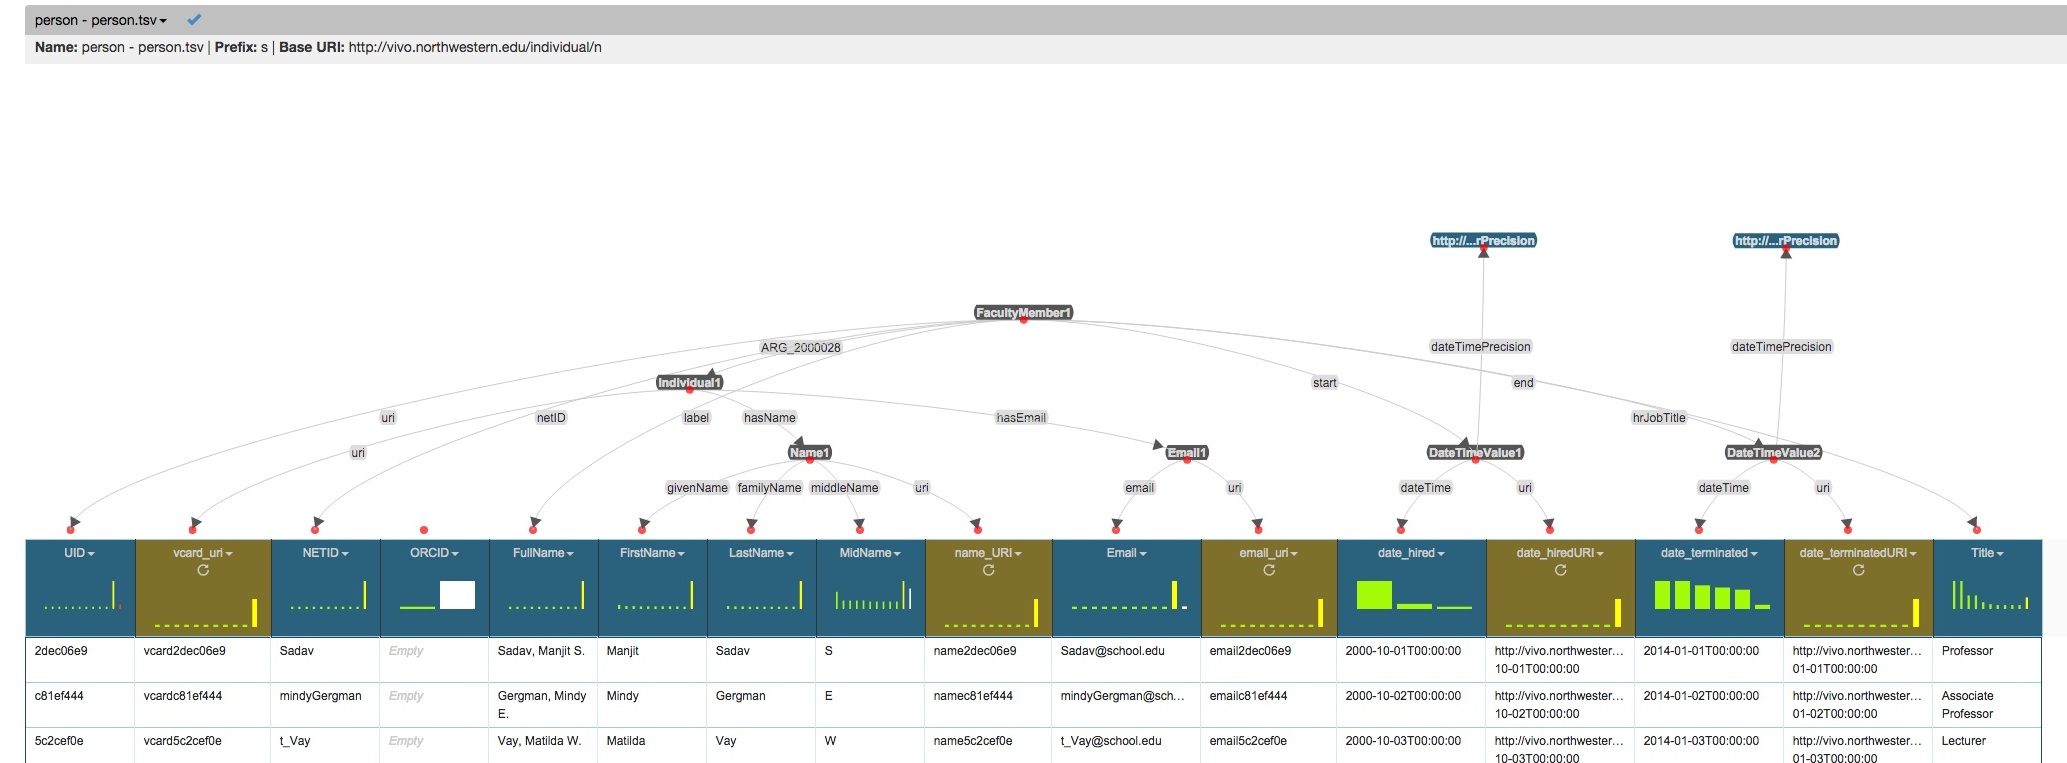 person - person.tsv
Name: person - person.tsv | Prefix: s | Base URI: http://vivo.northwestern.edu/individual/n
http://...rPrecision http://...rPrecision
FacultyMember1
ARG_2000028 dateTimePrecision dateTimePrecision
Individual1 start end
uri netID label hasName hasEmail hrJobTitle
uri Name1 Email1 DateTimeValue1 DateTimeValue2
givenName familyName middleName uri email uri dateTime uri dateTime uri
UID vcard_uri NETID ORCID FullName FirstName LastName MidName name_URI Email email_uri date_hired date_hiredURI date_terminated date_terminatedURI Title
2dec06e9 vcard2dec06e9 Sadav Empty Sadav, Manjit S. Manjit Sadav S name2dec06e9 Sadav@school.edu email2dec06e9 2000-10-01T00:00:00 http://vivo.northwester... 2014-01-01T00:00:00 http://vivo.northwester... Professor
10-01T00:00:00 01-01T00:00:00
c81ef444 vcardc81ef444 mindyGergman Empty Gergman, Mindy Mindy Gergman E namec81ef444 mindyGergman@sch... emailc81ef444 2000-10-02T00:00:00 http://vivo.northwester... 2014-01-02T00:00:00 http://vivo.northwester... Associate
E. 10-02T00:00:00 01-02T00:00:00 Professor
5c2cef0e vcard5c2cef0e t_Vay Empty Vay, Matilda W. Matilda Vay W name5c2cef0e t_Vay@school.edu email5c2cef0e 2000-10-03T00:00:00 http://vivo.northwester... 2014-01-03T00:00:00 http://vivo.northwester... Lecturer
10-03T00:00:00 01-03T00:00:00